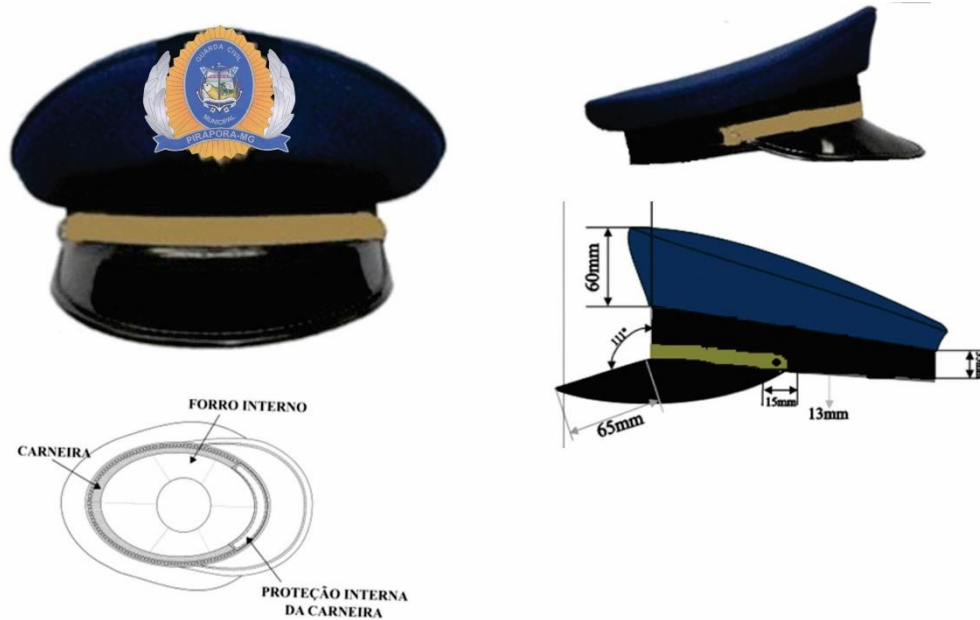 GUARDA CIVIL
MUNICIPAL
PIRAPORA-MG
60mm
111°
65mm
15mm
13mm
FORRO INTERNO
CARNEIRA
PROTEÇÃO INTERNA
DA CARNEIRA